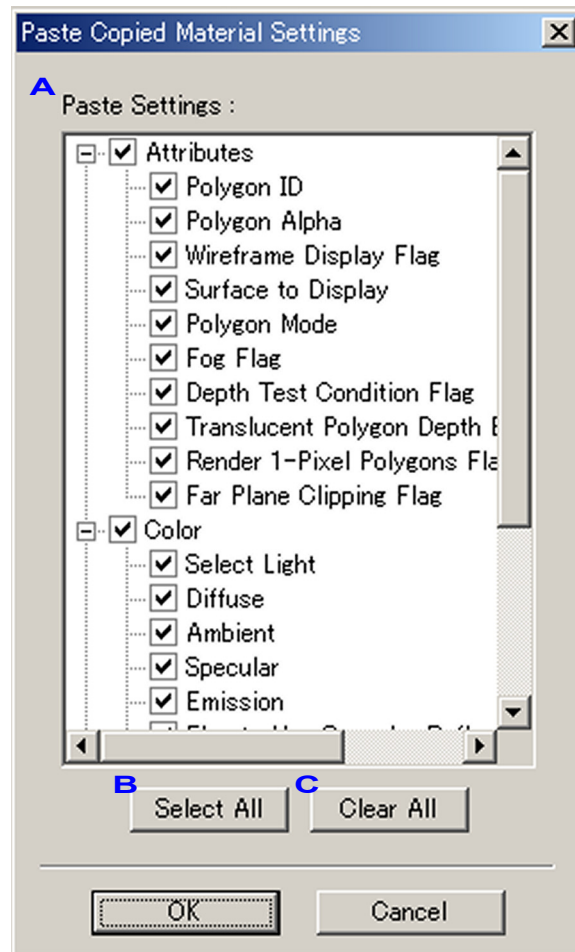 Paste Copied Material Settings
A
Paste Settings :
Attributes
Polygon ID
Polygon Alpha
Wireframe Display Flag
Surface to Display
Polygon Mode
Fog Flag
Depth Test Condition Flag
Translucent Polygon Depth
Render 1-Pixel Polygons Fla
Far Plane Clipping Flag
Color
Select Light
Diffuse
Ambient
Specular
Emission
B
Select All
C
Clear All
OK
Cancel